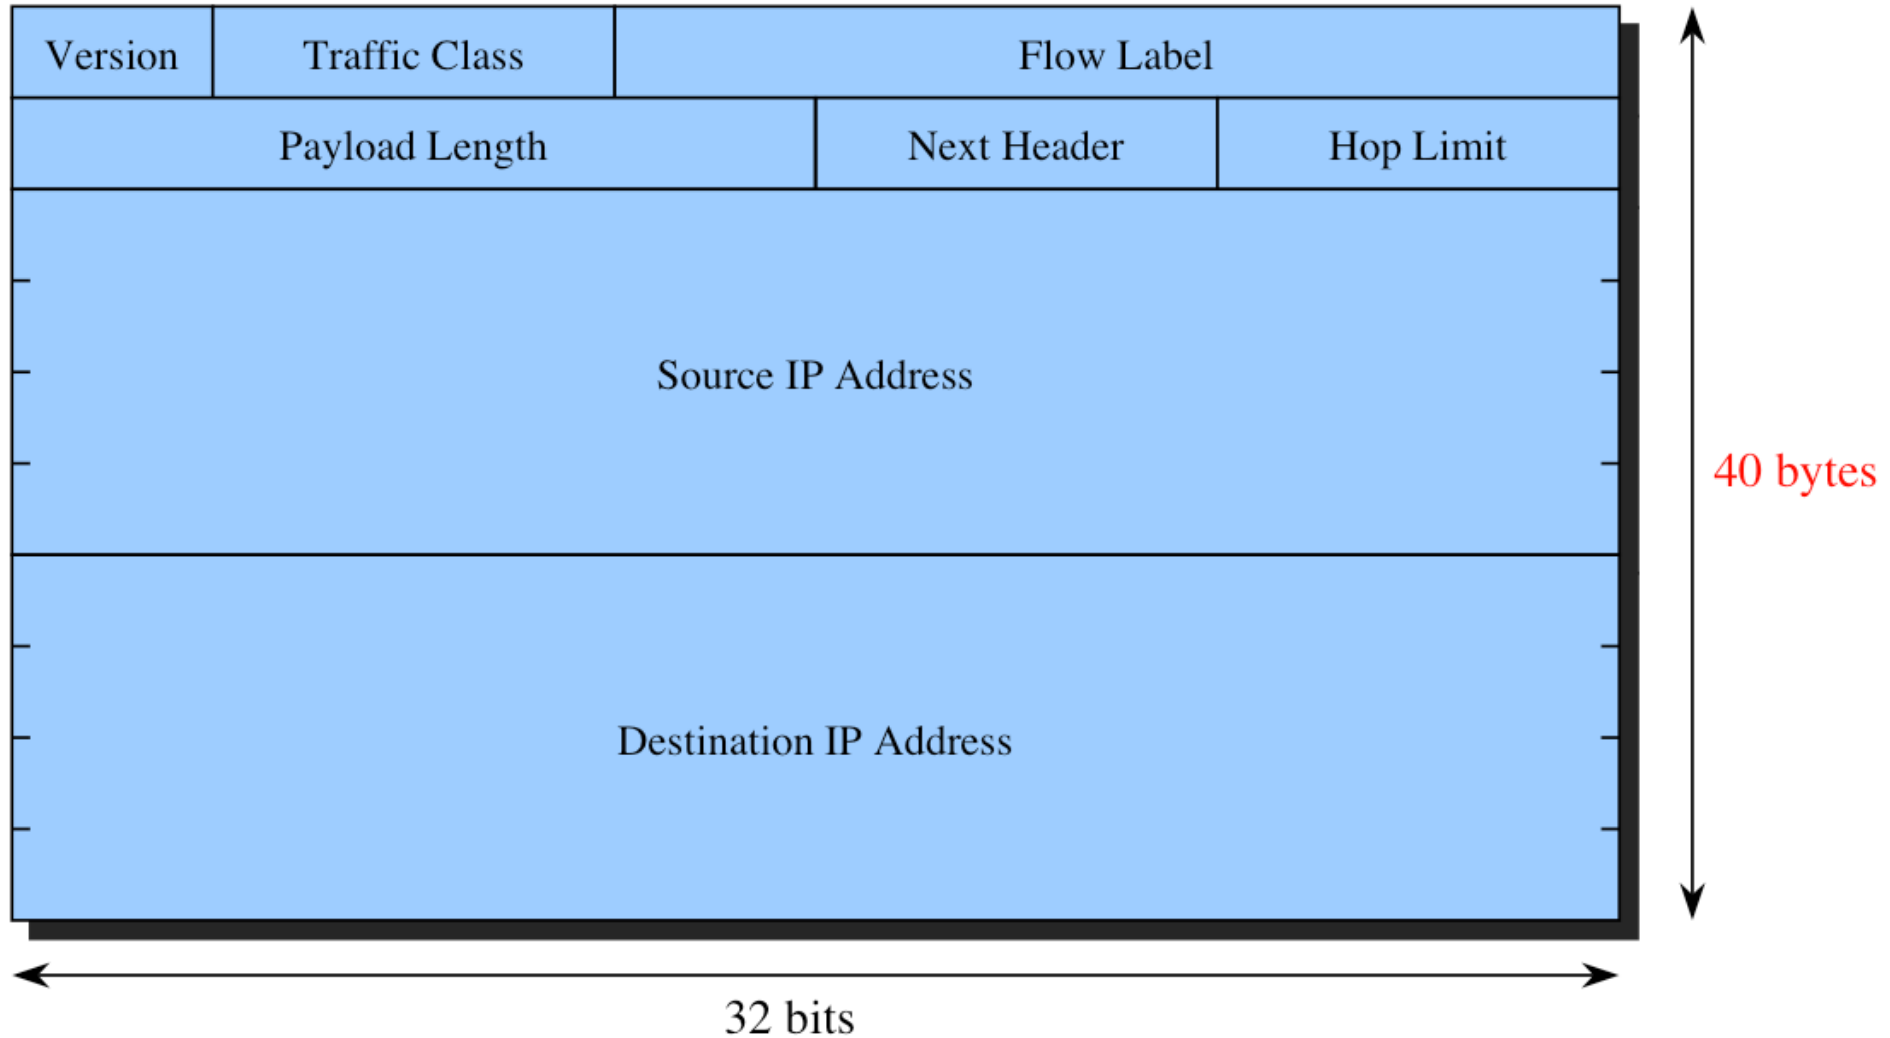 Version
Traffic Class
Flow Label
Payload Length
Next Header
Hop Limit
Source IP Address
40 bytes
Destination IP Address
32 bits